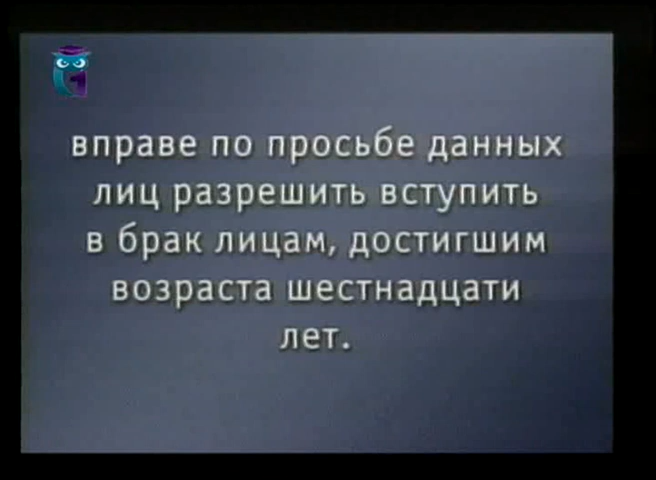 вправе по просьбе данных
лиц разрешить вступить
в брак лицам, достигшим
возраста шестнадцати
лет.